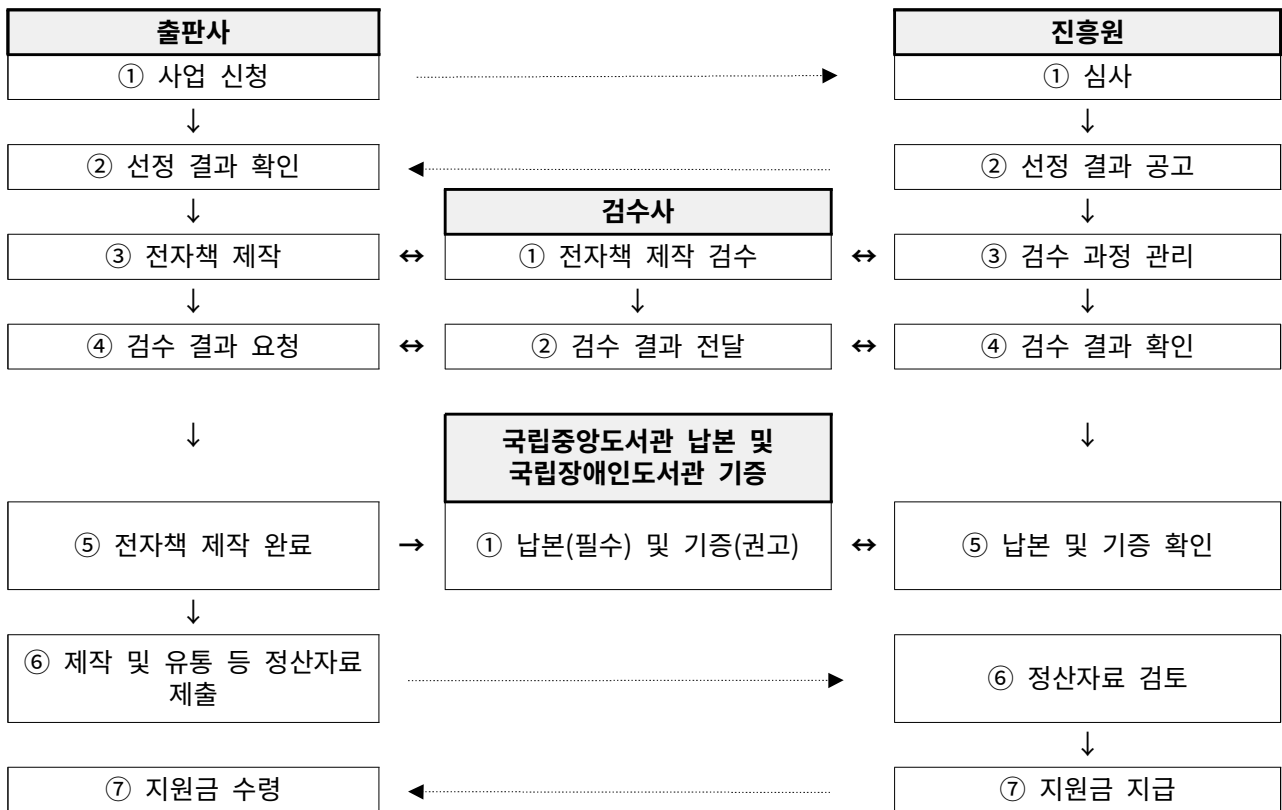 출판사
진흥원
① 사업 신청
① 심사
↓
↓
② 선정 결과 확인
② 선정 결과 공고
↓
검수사
↓
③ 전자책 제작
↔
① 전자책 제작 검수
↔
③ 검수 과정 관리
↓
↓
↓
④ 검수 결과 요청
↔
② 검수 결과 전달
↔
④ 검수 결과 확인
↓
국립중앙도서관 납본 및
국립장애인도서관 기증
↓
⑤ 전자책 제작 완료
→
① 납본(필수) 및 기증(권고)
↔
⑤ 납본 및 기증 확인
↓
⑥ 제작 및 유통 등 정산자료
제출
⑥ 정산자료 검토
↓
⑦ 지원금 수령
⑦ 지원금 지급